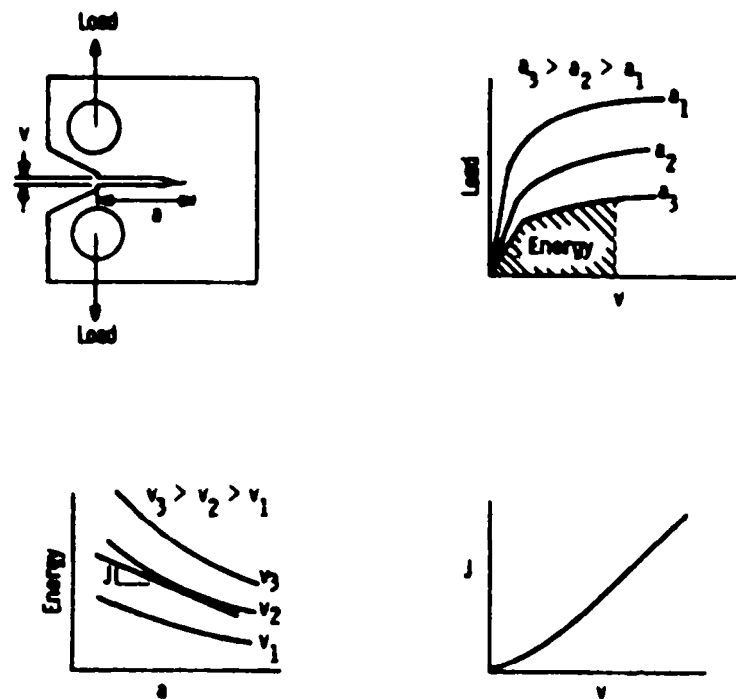 Load
v
a
Load
a3 > a2 > a1
a1
a2
a3
Load
Energy
v
v3 > v2 > v1
Energy
J
v3
v2
v1
a
J
v